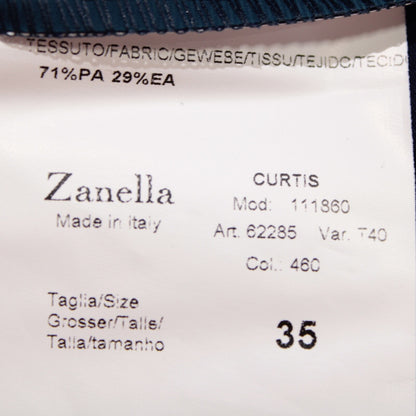 TESSUTO/FABRIC/GEWEBE/TISSU/TEJIDO/TECIDO
71%PA 29%EA
Zanella
Made in Italy
CURTIS
Mod: 111860
Art. 62285 Var. T40
Col.: 460
Taglia/Size
Grosser/Talle/
Talla/tamanho
35